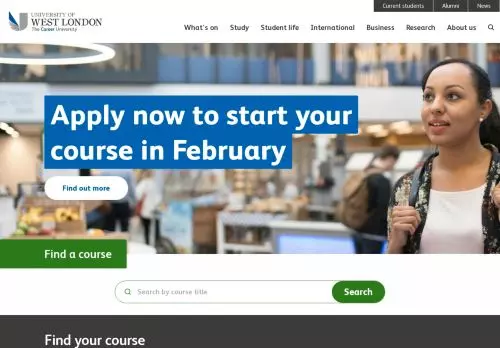 Current students Alumni News
UNIVERSITY OF
WEST LONDON
The Career University
What's on Study Student life International Business Research About us
Apply now to start your
course in February
Find out more
Find a course
Search by course title Search
Find your course